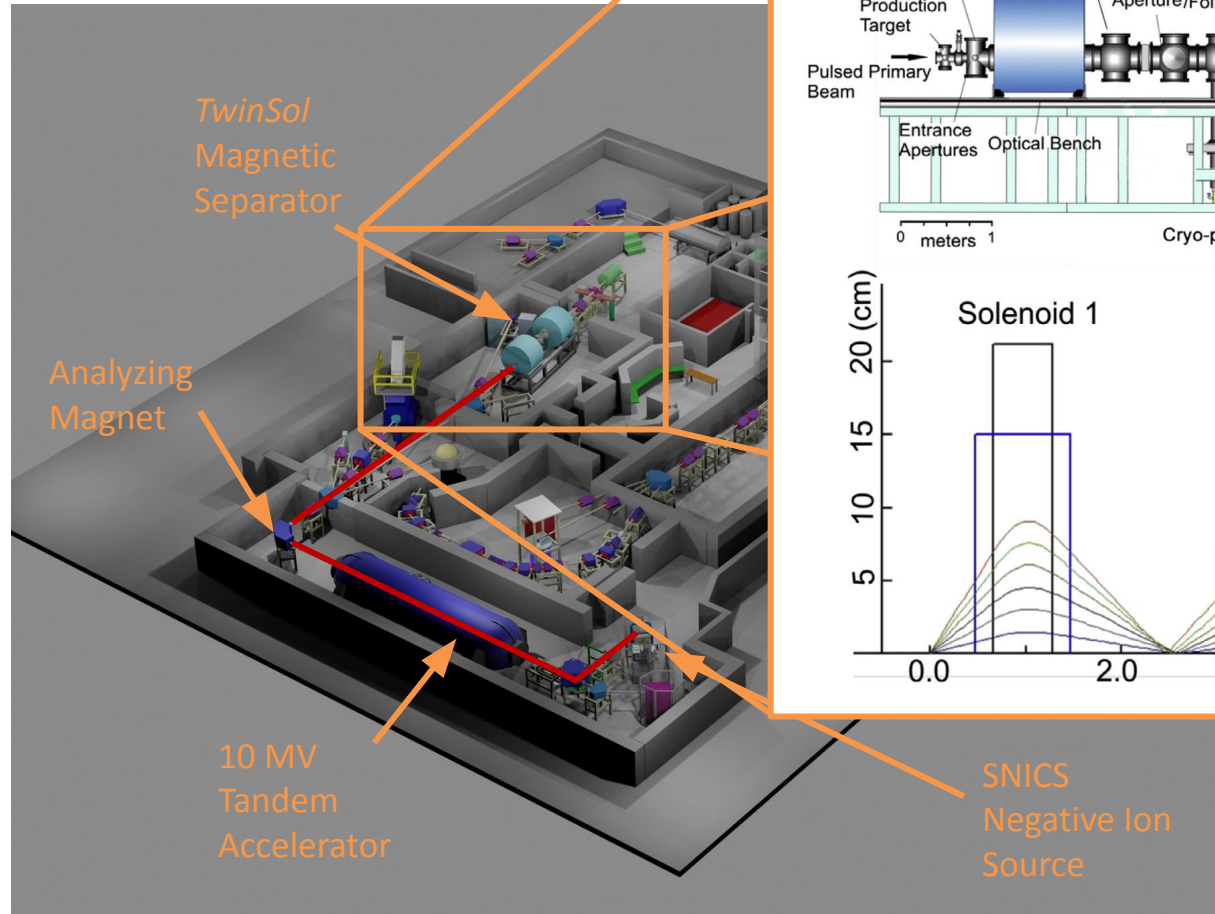 TwinSol
Magnetic
Separator
Analyzing
Magnet
10 MV
Tandem
Accelerator
SNICS
Negative Ion
Source
Production
Target
Pulsed Primary
Beam
Entrance
Apertures
Optical Bench
0 meters 1
Solenoid 1
(cm)
20
15
10
5
0.0
2.0